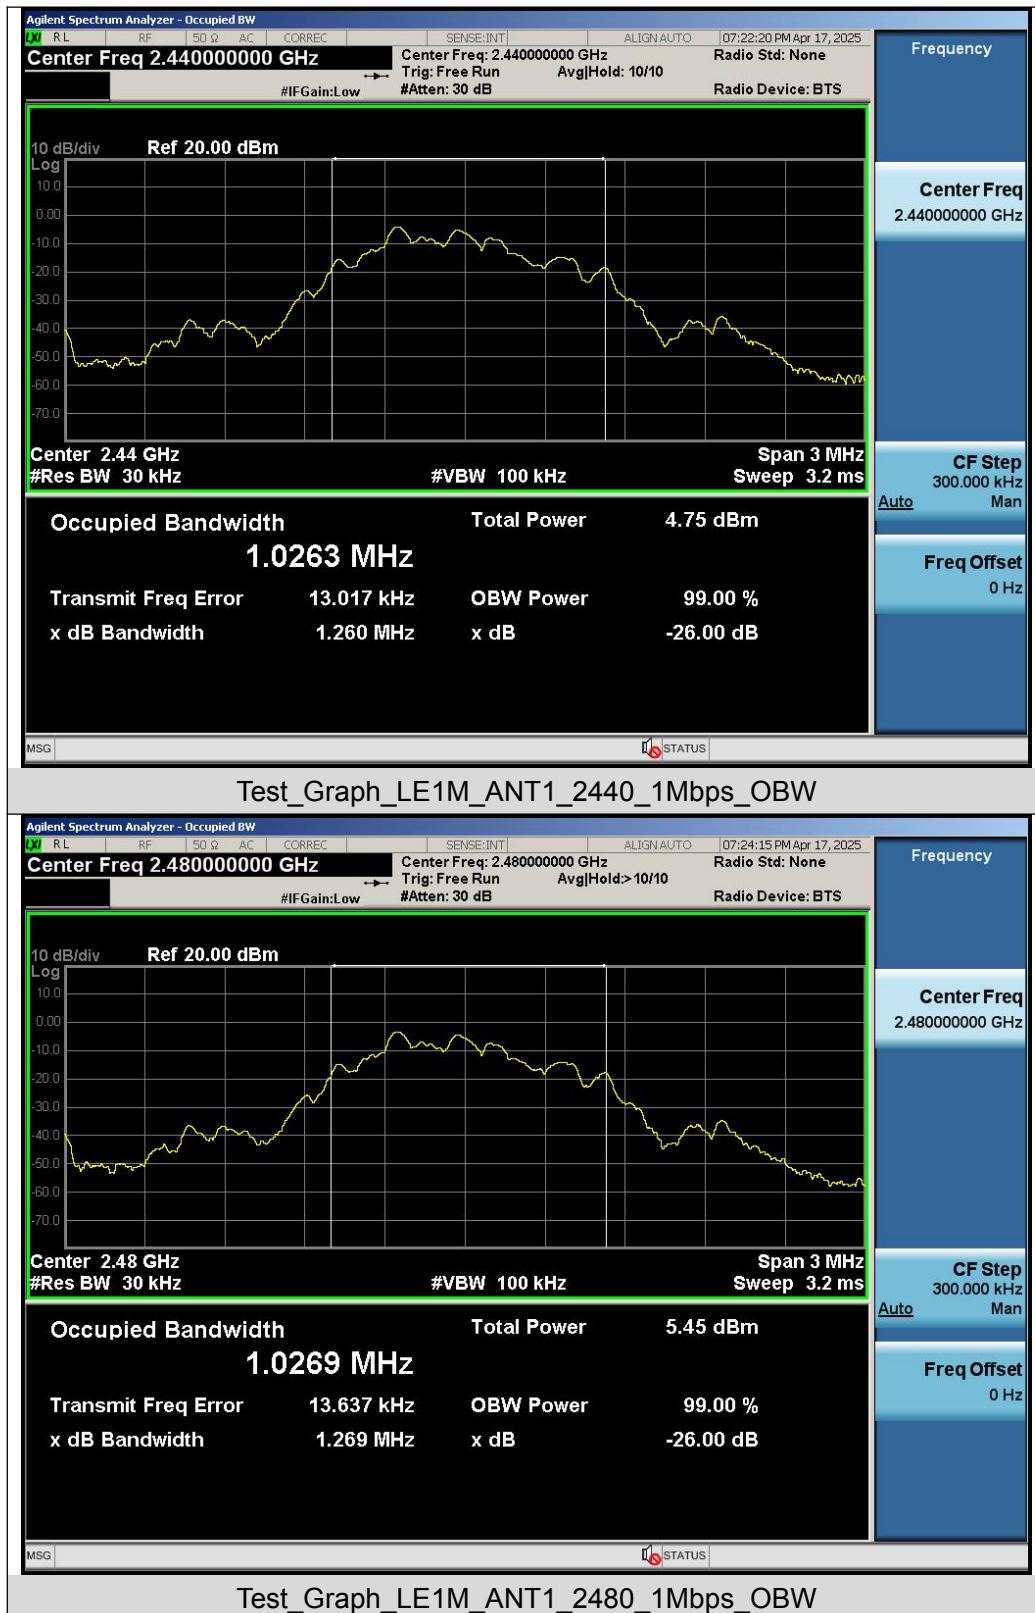 Agilent Spectrum Analyzer - Occupied BW
LXI RL RF 50 Ω AC CORREC SENSE:INT ALIGN AUTO 07:22:20 PM Apr 17, 2025
Center Freq 2.440000000 GHz
Center Freq: 2.440000000 GHz
Radio Std: None
Trig: Free Run Avg|Hold: 10/10
#IFGain:Low #Atten: 30 dB Radio Device: BTS
Frequency
10 dB/div Ref 20.00 dBm
Log
10.0
0.00
-10.0
-20.0
-30.0
-40.0
-50.0
-60.0
-70.0
Center Freq
2.440000000 GHz
Center 2.44 GHz Span 3 MHz
#Res BW 30 kHz #VBW 100 kHz Sweep 3.2 ms
CF Step
300.000 kHz
Auto Man
Occupied Bandwidth Total Power 4.75 dBm
1.0263 MHz
Transmit Freq Error 13.017 kHz OBW Power 99.00 %
x dB Bandwidth 1.260 MHz x dB -26.00 dB
Freq Offset
0 Hz
MSG STATUS
Test_Graph_LE1M_ANT1_2440_1Mbps_OBW
Agilent Spectrum Analyzer - Occupied BW
LXI RL RF 50 Ω AC CORREC SENSE:INT ALIGN AUTO 07:24:15 PM Apr 17, 2025
Center Freq 2.480000000 GHz
Center Freq: 2.480000000 GHz
Radio Std: None
Trig: Free Run Avg|Hold:>10/10
#IFGain:Low #Atten: 30 dB Radio Device: BTS
Frequency
10 dB/div Ref 20.00 dBm
Log
10.0
0.00
-10.0
-20.0
-30.0
-40.0
-50.0
-60.0
-70.0
Center Freq
2.480000000 GHz
Center 2.48 GHz Span 3 MHz
#Res BW 30 kHz #VBW 100 kHz Sweep 3.2 ms
CF Step
300.000 kHz
Auto Man
Occupied Bandwidth Total Power 5.45 dBm
1.0269 MHz
Transmit Freq Error 13.637 kHz OBW Power 99.00 %
x dB Bandwidth 1.269 MHz x dB -26.00 dB
Freq Offset
0 Hz
MSG STATUS
Test_Graph_LE1M_ANT1_2480_1Mbps_OBW